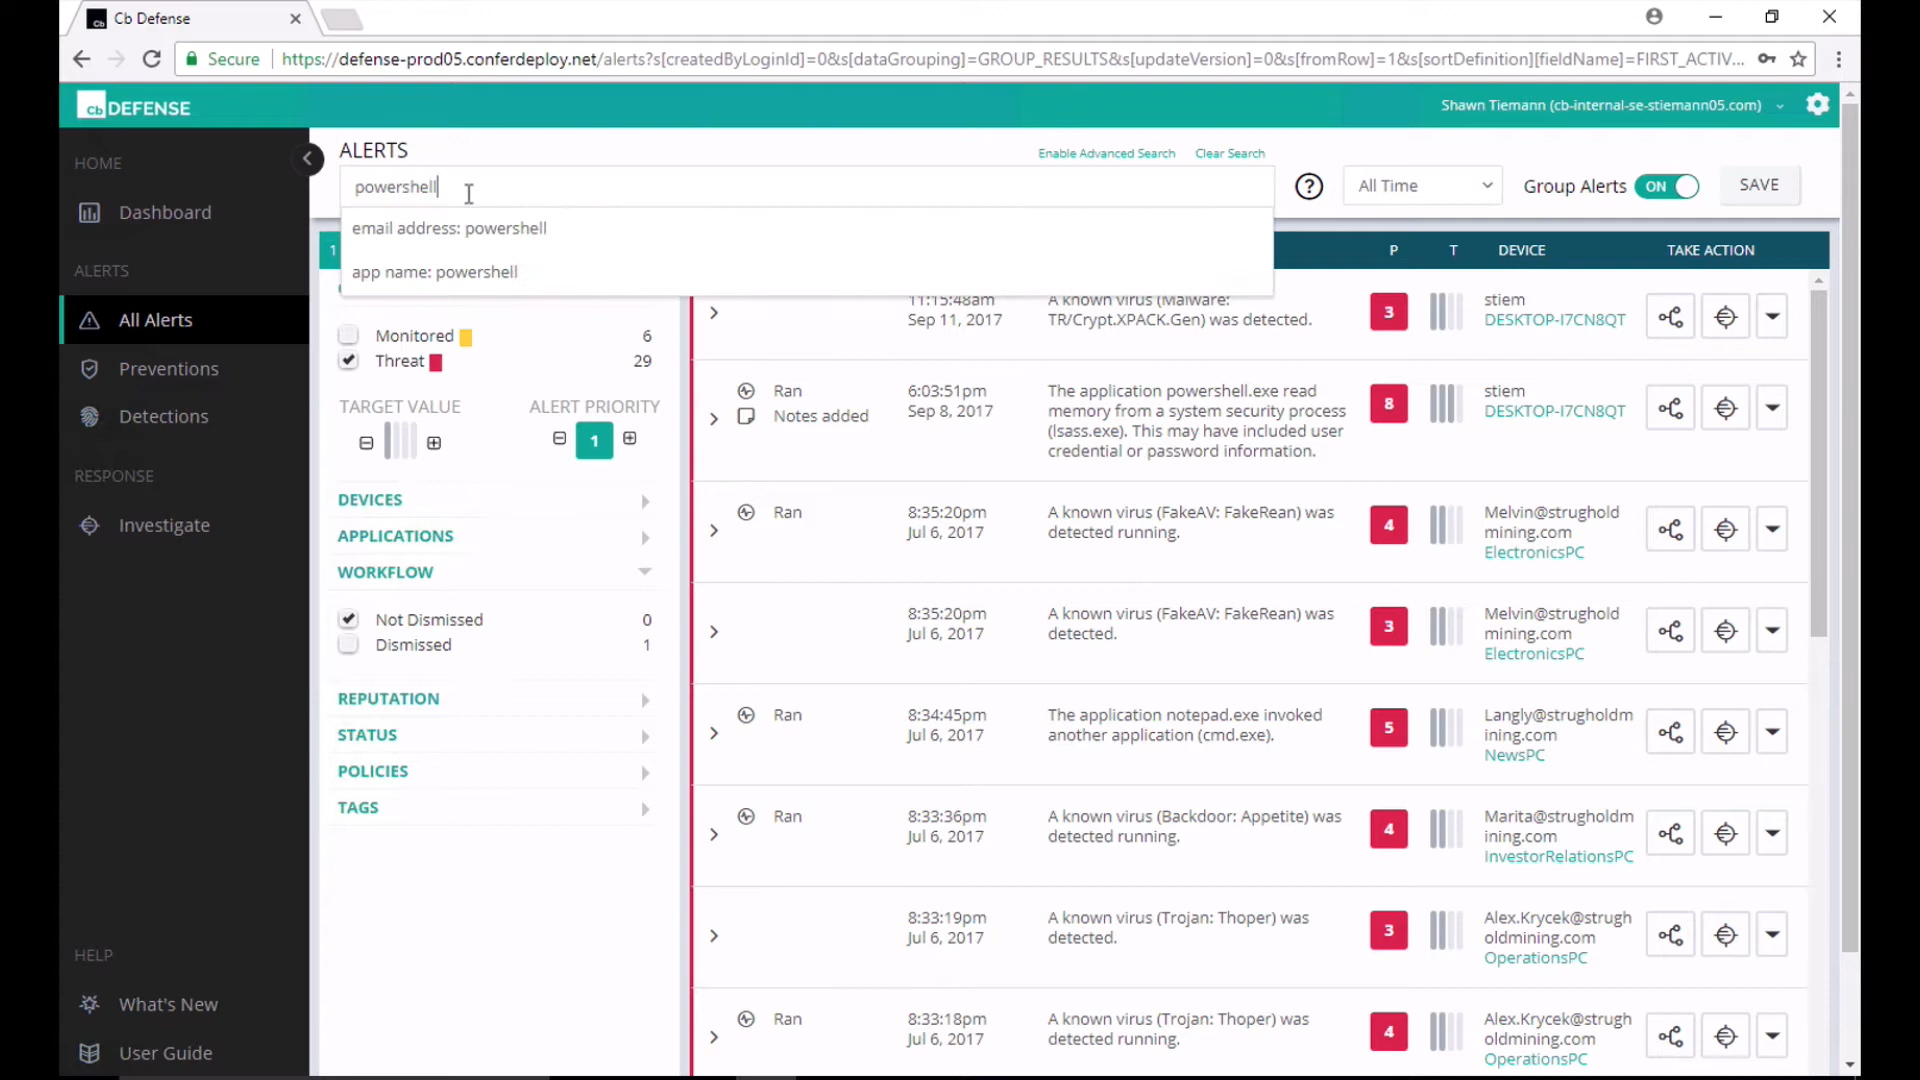 Cb Defense
Secure
https://defense-prod05.conferdeploy.net/alerts?s[createdByLoginId]=0&s[dataGrouping]=GROUP_RESULTS&s[updateVersion]=0&s[fromRow]=1&s[sortDefinition][fieldName]=FIRST_ACTIV...
Cb DEFENSE
Shawn Tiemann (cb-internal-se-stiemann05.com)
HOME
Dashboard
ALERTS
All Alerts
Preventions
Detections
RESPONSE
Investigate
HELP
What's New
User Guide
ALERTS
Enable Advanced Search
Clear Search
powershell
email address: powershell
app name: powershell
?
All Time
Group Alerts
ON
SAVE
1
Monitored 6
Threat 29
TARGET VALUE
ALERT PRIORITY
1
DEVICES
APPLICATIONS
WORKFLOW
Not Dismissed 0
Dismissed 1
REPUTATION
STATUS
POLICIES
TAGS
P T DEVICE TAKE ACTION
11:15:48am
Sep 11, 2017
A known virus (Malware:
TR/Crypt.XPACK.Gen) was detected.
3
stiem
DESKTOP-I7CN8QT
Ran
Notes added
6:03:51pm
Sep 8, 2017
The application powershell.exe read
memory from a system security process
(lsass.exe). This may have included user
credential or password information.
8
stiem
DESKTOP-I7CN8QT
Ran
8:35:20pm
Jul 6, 2017
A known virus (FakeAV: FakeRean) was
detected running.
4
Melvin@strughold
mining.com
ElectronicsPC
8:35:20pm
Jul 6, 2017
A known virus (FakeAV: FakeRean) was
detected.
3
Melvin@strughold
mining.com
ElectronicsPC
Ran
8:34:45pm
Jul 6, 2017
The application notepad.exe invoked
another application (cmd.exe).
5
Langly@strugholdm
ining.com
NewsPC
Ran
8:33:36pm
Jul 6, 2017
A known virus (Backdoor: Appetite) was
detected running.
4
Marita@strugholdm
ining.com
InvestorRelationsPC
8:33:19pm
Jul 6, 2017
A known virus (Trojan: Thoper) was
detected.
3
Alex.Krycek@strugh
oldmining.com
OperationsPC
Ran
8:33:18pm
Jul 6, 2017
A known virus (Trojan: Thoper) was
detected running.
4
Alex.Krycek@strugh
oldmining.com
OperationsPC